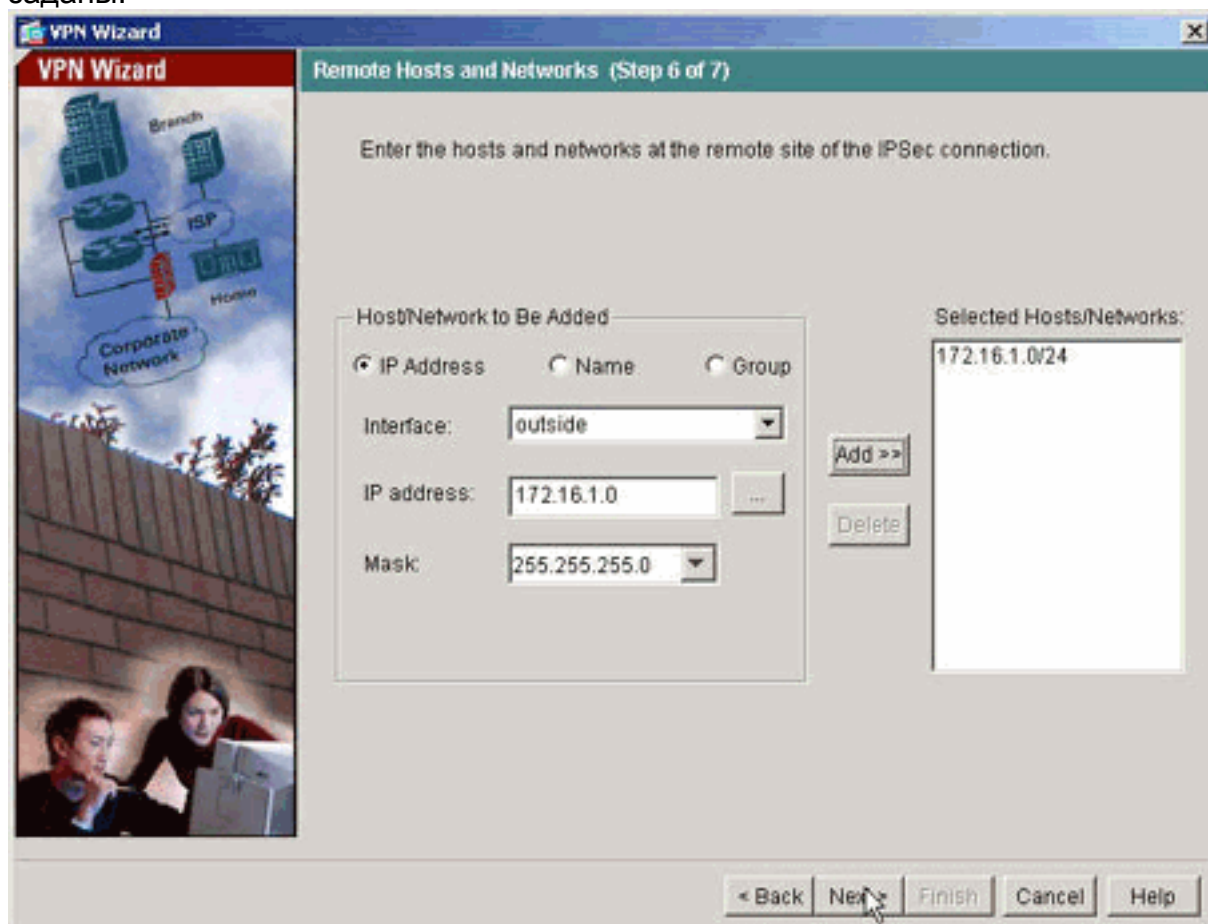 заданы.
VPN Wizard
VPN Wizard
Remote Hosts and Networks (Step 6 of 7)
Branch
ISP
Home
Corporate
Network
Enter the hosts and networks at the remote site of the IPSec connection.
Host/Network to Be Added
IP Address Name Group
Interface: outside
IP address: 172.16.1.0 ...
Mask: 255.255.255.0
Add >>
Delete
Selected Hosts/Networks:
172.16.1.0/24
< Back Next > Finish Cancel Help